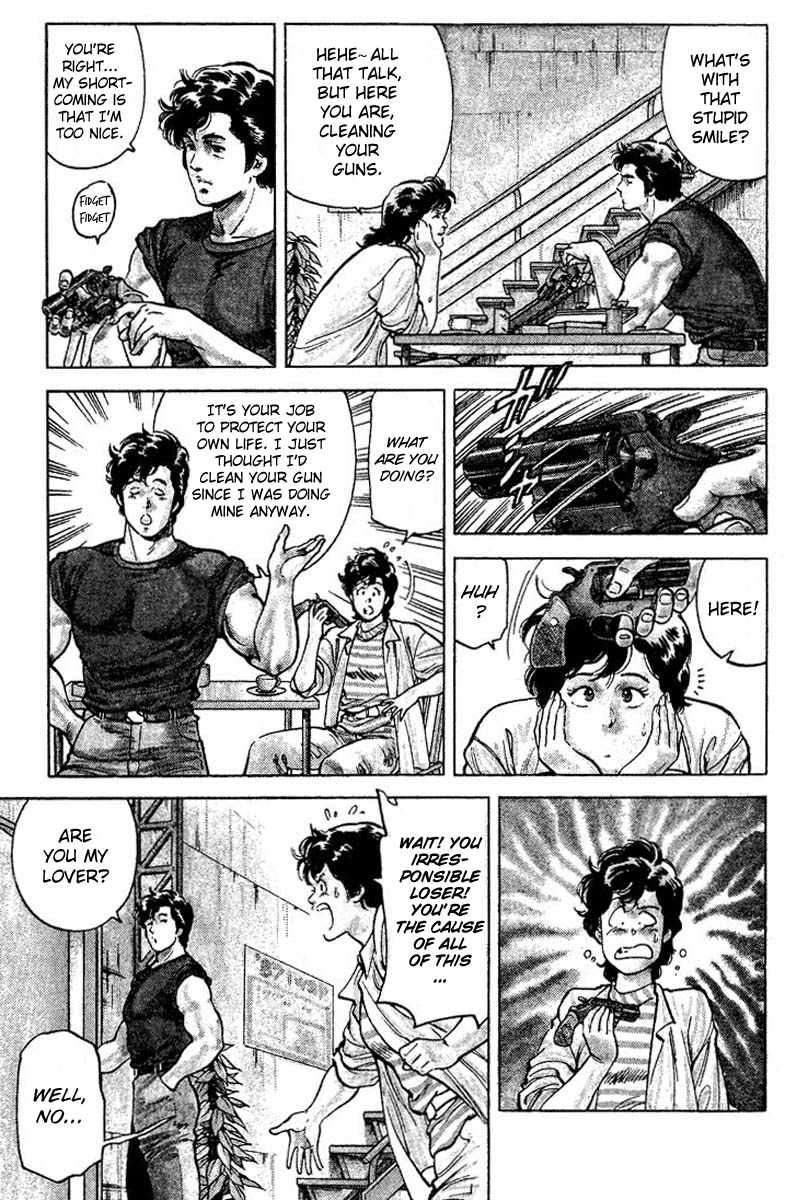 WHAT'S
WITH
THAT
STUPID
SMILE?
HEHE~ ALL
THAT TALK,
BUT HERE
YOU ARE,
CLEANING
YOUR
GUNS.
YOU'RE
RIGHT...
MY SHORT-
COMING IS
THAT I'M
TOO NICE.
FIDGET
FIDGET
HERE!
HUH
?
WHAT
ARE YOU
DOING?
IT'S YOUR JOB
TO PROTECT YOUR
OWN LIFE. I JUST
THOUGHT I'D
CLEAN YOUR GUN
SINCE I WAS DOING
MINE ANYWAY.
WAIT! YOU
IRRES-
PONSIBLE
LOSER!
YOU'RE
THE CAUSE
OF ALL
OF THIS
...
ARE
YOU MY
LOVER?
WELL,
NO...